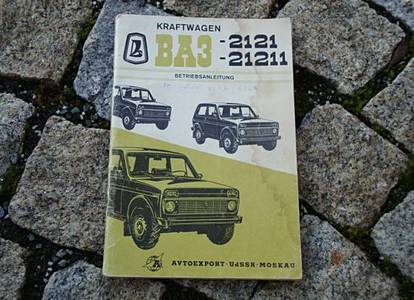 KRAFTWAGEN
ВАЗ -2121
-21211
BETRIEBSANLEITUNG
AVTOEXPORT · UdSSR · MOSKAU